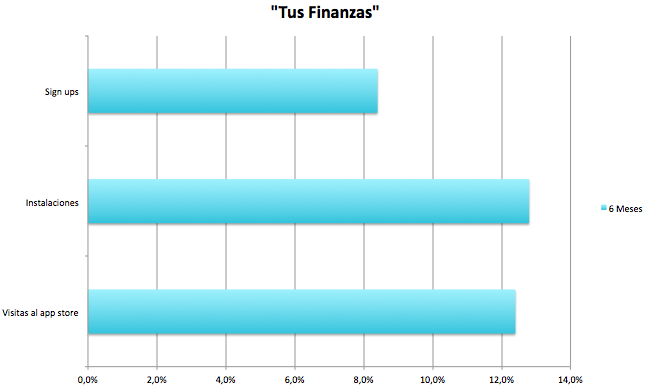 "Tus Finanzas"
Sign ups
Instalaciones
Visitas al app store
6 Meses
0,0% 2,0% 4,0% 6,0% 8,0% 10,0% 12,0% 14,0%